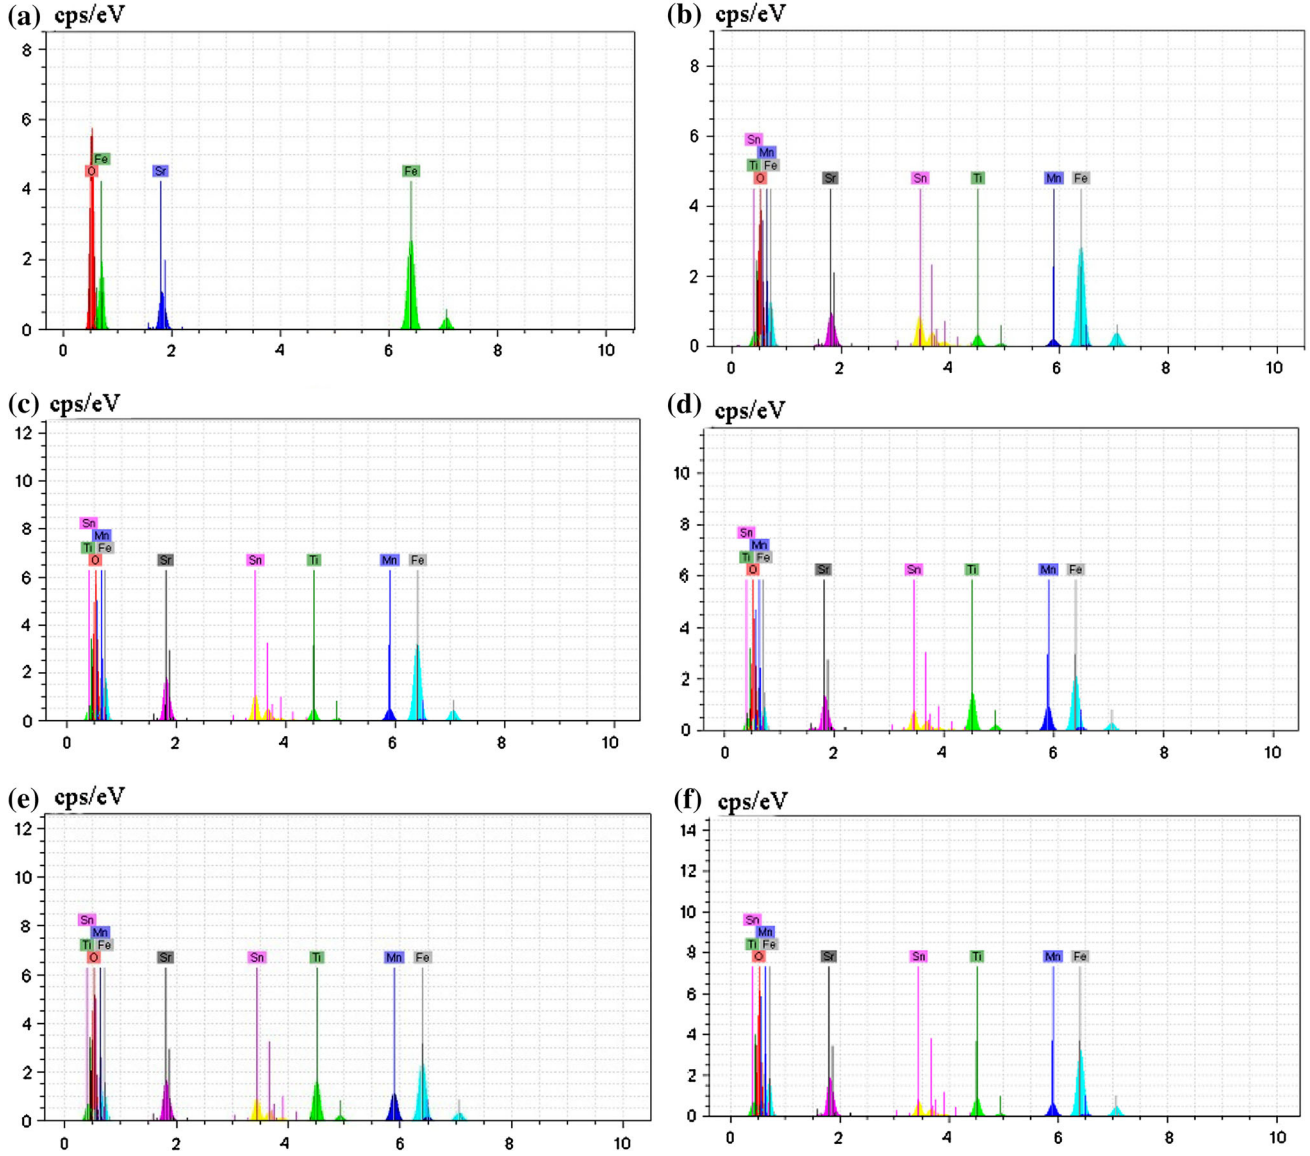 (a) cps/eV
8
6
4
2
0
Fe
O Sr Fe
0 2 4 6 8 10
(b) cps/eV
8
6
4
2
0
Sn
Mn
Ti Fe
O Sr Sn Ti Mn Fe
0 2 4 6 8 10
(c) cps/eV
12
10
8
6
4
2
0
Sn
Mn
Ti Fe
O Sr Sn Ti Mn Fe
0 2 4 6 8 10
(d) cps/eV
10
8
6
4
2
0
Sn
Mn
Ti Fe
O Sr Sn Ti Mn Fe
0 2 4 6 8 10
(e) cps/eV
12
10
8
6
4
2
0
Sn
Mn
Ti Fe
O Sr Sn Ti Mn Fe
0 2 4 6 8 10
(f) cps/eV
14
12
10
8
6
4
2
0
Sn
Mn
Ti Fe
O Sr Sn Ti Mn Fe
0 2 4 6 8 10